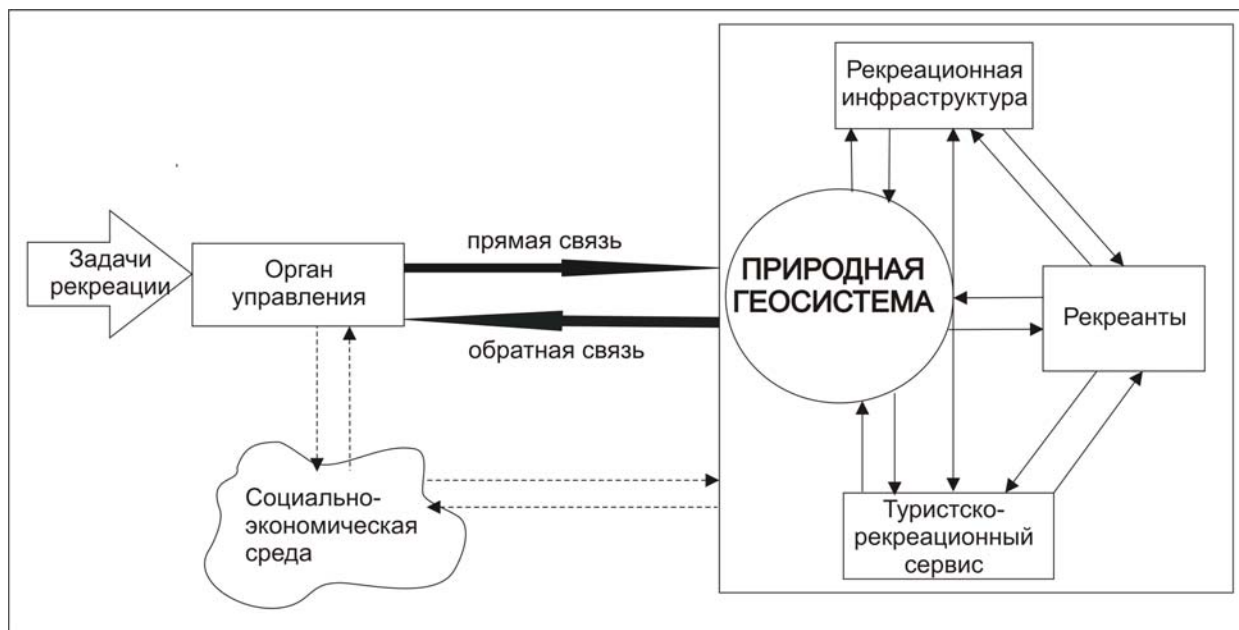 Рекреационная
инфраструктура
Задачи
рекреации
Орган
управления
прямая связь
обратная связь
ПРИРОДНАЯ
ГЕОСИСТЕМА
Рекреанты
Социально-
экономическая
среда
Туристско-
рекреационный
сервис